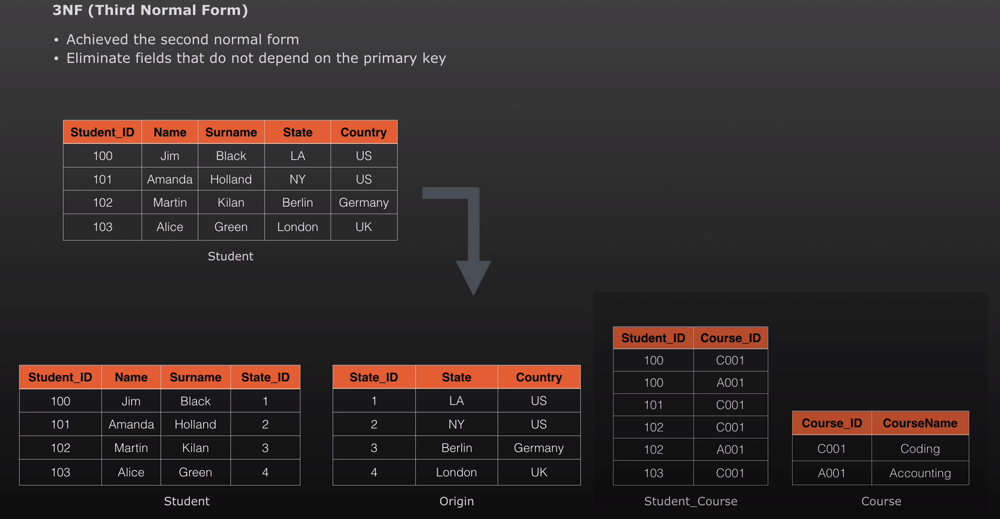 3NF (Third Normal Form)
• Achieved the second normal form
• Eliminate fields that do not depend on the primary key
Student_ID Name Surname State Country
100 Jim Black LA US
101 Amanda Holland NY US
102 Martin Kilan Berlin Germany
103 Alice Green London UK
Student
Student_ID Name Surname State_ID
100 Jim Black 1
101 Amanda Holland 2
102 Martin Kilan 3
103 Alice Green 4
Student
State_ID State Country
1 LA US
2 NY US
3 Berlin Germany
4 London UK
Origin
Student_ID Course_ID
100 C001
100 A001
101 C001
102 C001
102 A001
103 C001
Student_Course
Course_ID CourseName
C001 Coding
A001 Accounting
Course